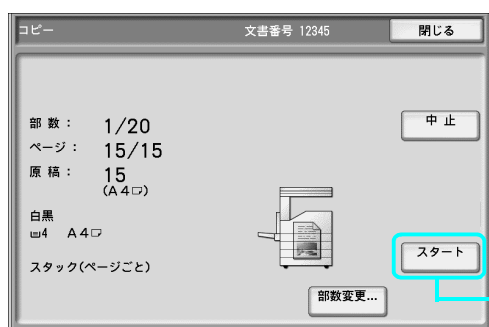 コピー 文書番号 12345 閉じる
部数： 1/20 中止
ページ： 15/15
原稿： 15
(A4)
白黒
4 A4
スタート
スタック(ページごと)
部数変更...